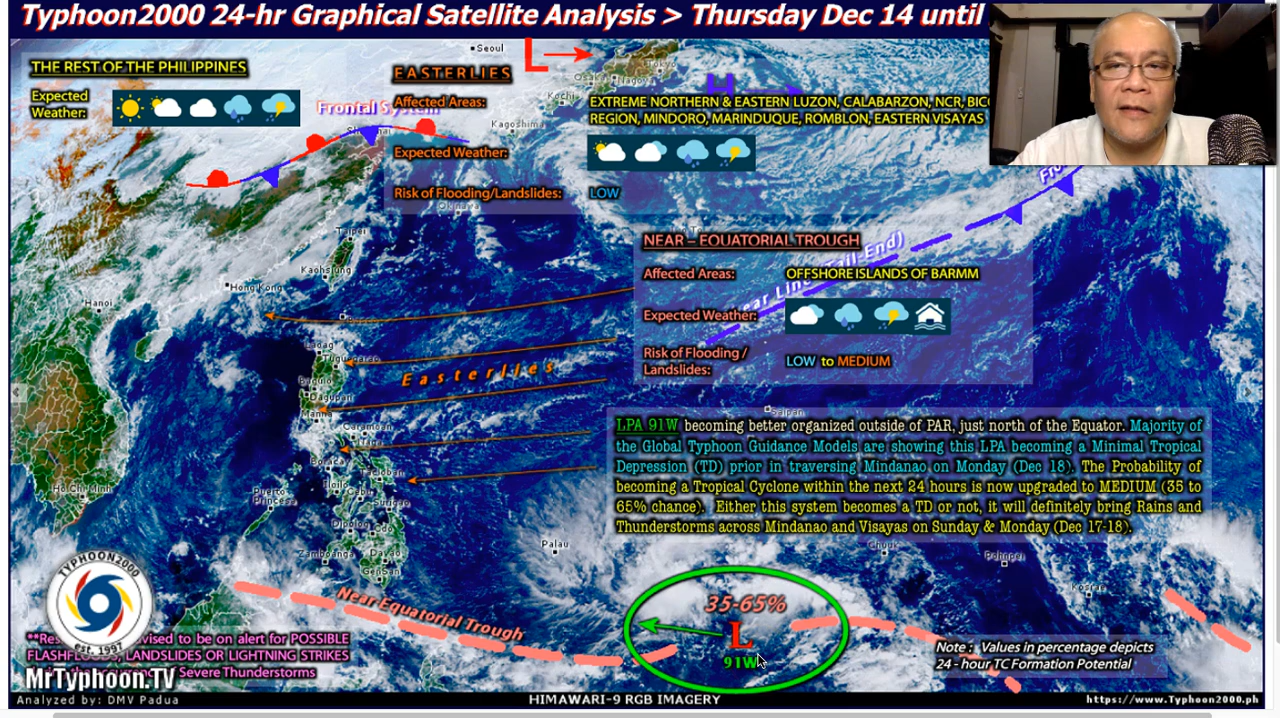 Typhoon2000 24-hr Graphical Satellite Analysis > Thursday Dec 14 until
THE REST OF THE PHILIPPINES
Expected
Weather:
EASTERLIES
Affected Areas:
EXTREME NORTHERN & EASTERN LUZON, CALABARZON, NCR,
REGION, MINDORO, MARINDUQUE, ROMBLON, EASTERN VISAYAS
Expected Weather:
Risk of Flooding/Landslides:
LOW
Seoul
L
H
Tokyo
Nagoya
Kochi
Kagoshima
Frontal System
Okinawa
Taipei
Kaohsiung
Hong Kong
Hanoi
NEAR – EQUATORIAL TROUGH
Affected Areas:
OFFSHORE ISLANDS OF BARMM
Expected Weather:
Risk of Flooding /
Landslides:
LOW to MEDIUM
Tail-End)
Laoag
Tuguegarao
Baguio
Dagupan
Manila
Easterlies
Saipan
LPA 91W becoming better organized outside of PAR, just north of the Equator. Majority of
the Global Typhoon Guidance Models are showing this LPA becoming a Minimal Tropical
Depression (TD) prior in traversing Mindanao on Monday (Dec 18). The Probability of
becoming a Tropical Cyclone within the next 24 hours is now upgraded to MEDIUM (35 to
65% chance). Either this system becomes a TD or not, it will definitely bring Rains and
Thunderstorms across Mindanao and Visayas on Sunday & Monday (Dec 17-18).
Ho Chi Minh
Puerto
Princesa
Iloilo
Cebu
Tacloban
Surigao
Dipolog
Zamboanga
Davao
GenSan
Palau
Chuuk
Pohnpei
Kosrae
TYPHOON2000
est. 1997
Near Equatorial Trough
35-65%
L
91W
POSSIBLE
LANDSLIDES OR LIGHTNING STRIKES
Severe Thunderstorms
MrTyphoon.TV
Note : Values in percentage depicts
24 - hour TC Formation Potential
Analyzed by: DMV Padua
HIMAWARI-9 RGB IMAGERY
https://www.Typhoon2000.ph